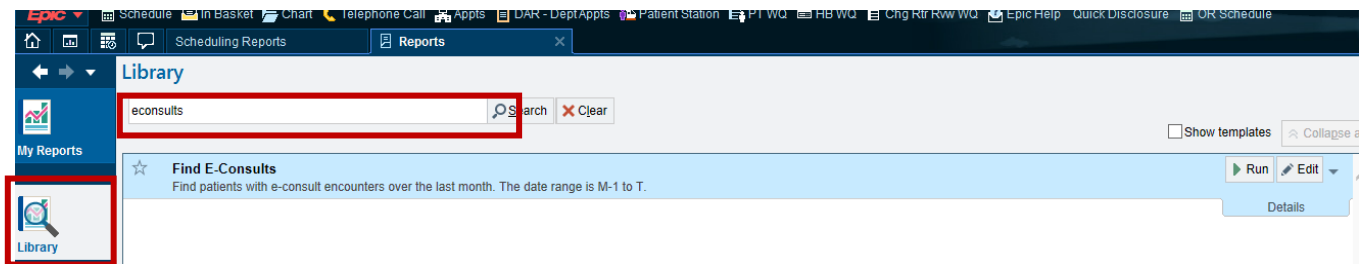 Epic Schedule In Basket Chart Telephone Call Appts DAR - DeptAppts Patient Station PT WQ HB WQ Chg Rtr Rvw WQ Epic Help Quick Disclosure OR Schedule
Scheduling Reports Reports
Library
econsults Search Clear
Show templates Collapse a
My Reports
Find E-Consults Run Edit
Find patients with e-consult encounters over the last month. The date range is M-1 to T.
Details
Library